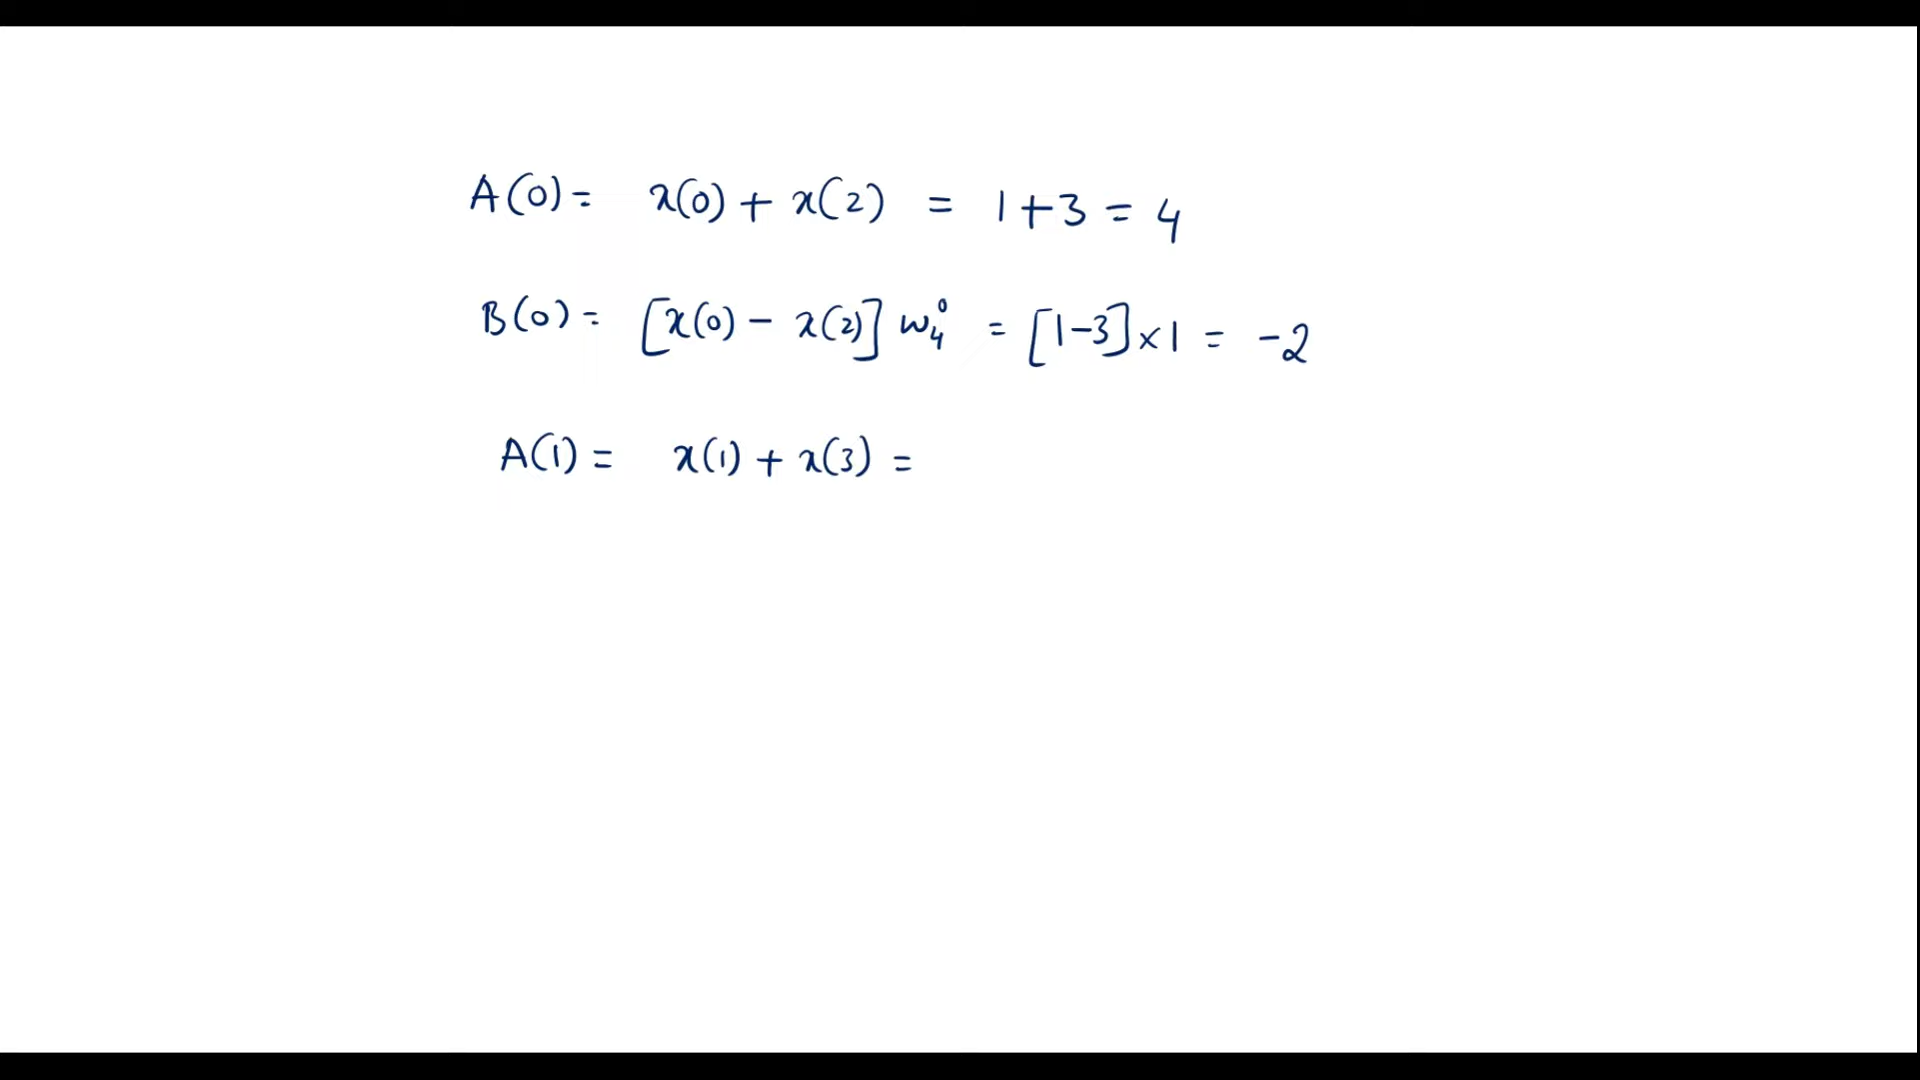 A(0) = x(0) + x(2) = 1+3 = 4
B(0) = [x(0) - x(2)] w₄⁰ = [1-3] x 1 = -2
A(1) = x(1) + x(3) =